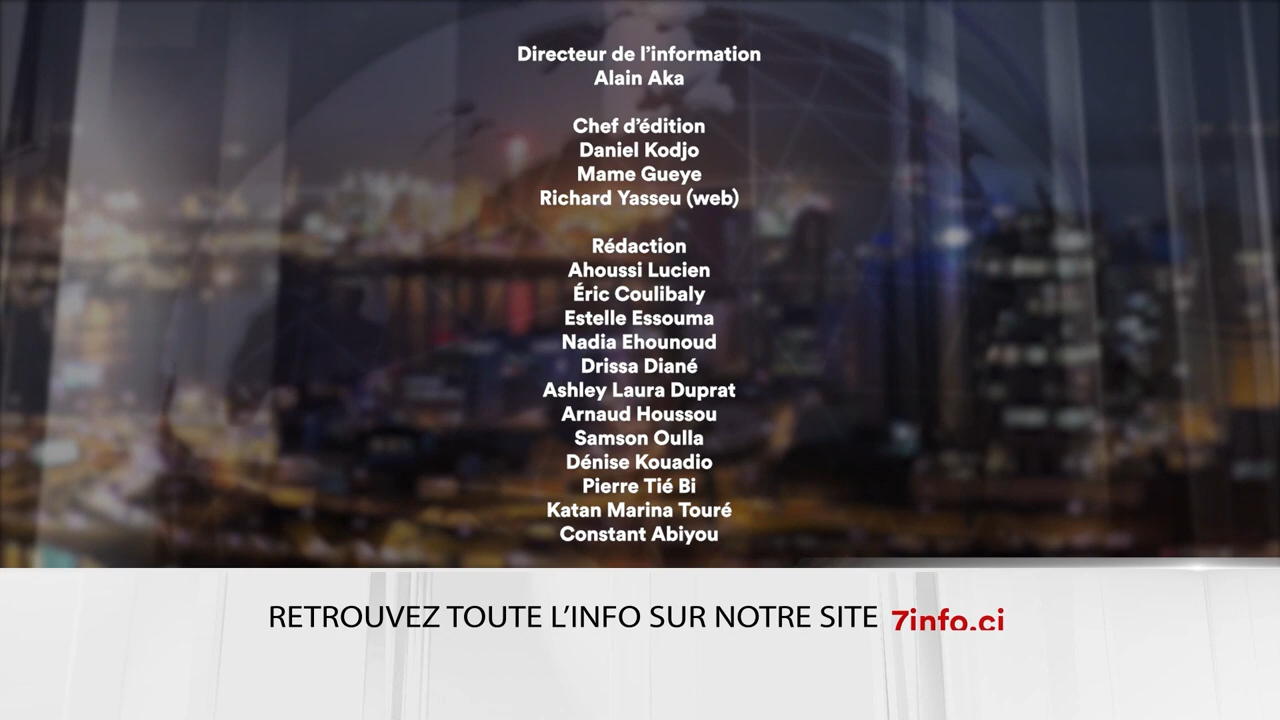 Directeur de l’information
Alain Aka
Chef d’édition
Daniel Kodjo
Mame Gueye
Richard Yasseu (web)
Rédaction
Ahoussi Lucien
Éric Coulibaly
Estelle Essouma
Nadia Ehounoud
Drissa Diané
Ashley Laura Duprat
Arnaud Houssou
Samson Oulla
Dénise Kouadio
Pierre Tié Bi
Katan Marina Touré
Constant Abiyou
RETROUVEZ TOUTE L’INFO SUR NOTRE SITE 7info.ci